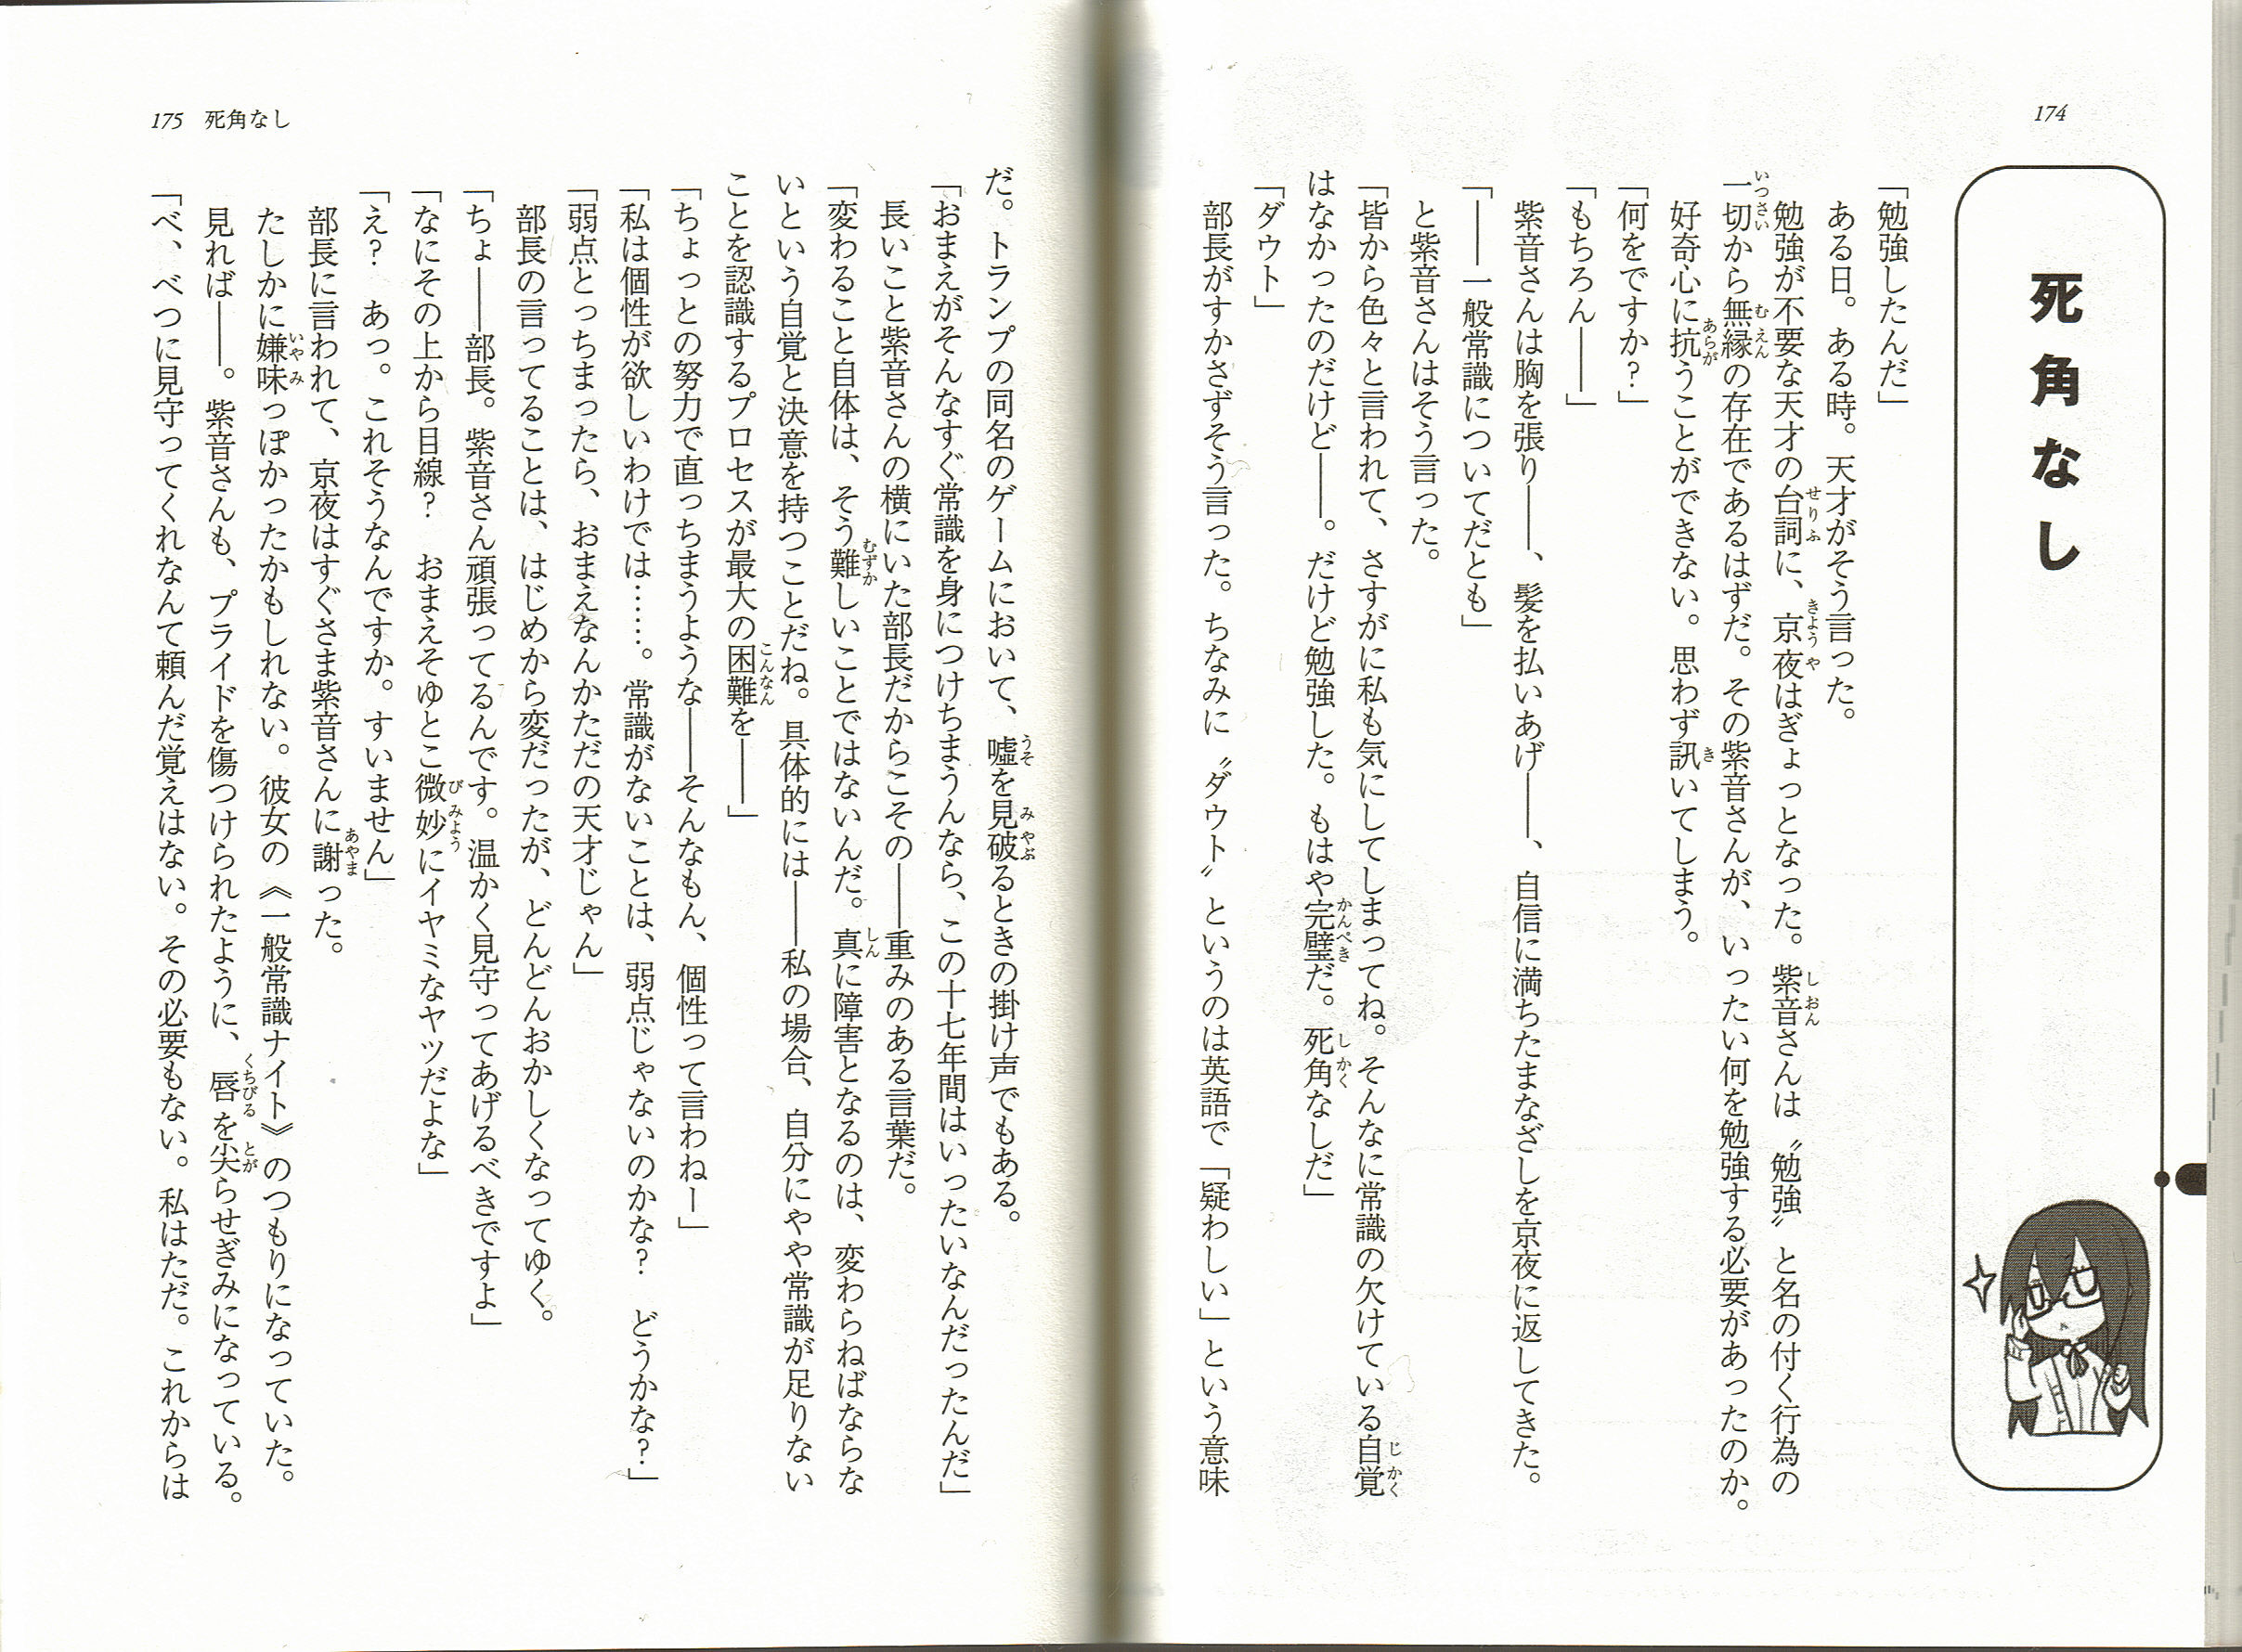 174
死角なし
「勉強したんだ」
ある日。ある時。天才がそう言った。
勉強が不要な天才の台詞に、京夜はぎょっとなった。紫音さんは〝勉強〟と名の付く行為の
一切から無縁の存在であるはずだ。その紫音さんが、いったい何を勉強する必要があったのか。
好奇心に抗うことができない。思わず訊いてしまう。
「何をですか？」
「もちろん――」
紫音さんは胸を張り――、髪を払いあげ――、自信に満ちたまなざしを京夜に返してきた。
「――一般常識についてだとも」
と紫音さんはそう言った。
「皆から色々と言われて、さすがに私も気にしてしまってね。そんなに常識の欠けている自覚
はなかったのだけど――。だけど勉強した。もはや完璧だ。死角なしだ」
「ダウト」
部長がすかさずそう言った。ちなみに〝ダウト〟というのは英語で「疑わしい」という意味
175 死角なし
だ。トランプの同名のゲームにおいて、嘘を見破るときの掛け声でもある。
「おまえがそんなすぐ常識を身につけちまうんなら、この十七年間はいったいなんだったんだ」
長いこと紫音さんの横にいた部長だからこその――重みのある言葉だ。
「変わること自体は、そう難しいことではないんだ。真に障害となるのは、変わらねばならな
いという自覚と決意を持つことだね。具体的には――私の場合、自分にやや常識が足りない
ことを認識するプロセスが最大の困難を――」
「ちょっとの努力で直っちまうような――そんなもん、個性って言わねー」
「私は個性が欲しいわけでは……。常識がないことは、弱点じゃないのかな？　どうかな？」
「弱点とっちまったら、おまえなんかただの天才じゃん」
部長の言ってることは、はじめから変だったが、どんどんおかしくなってゆく。
「ちょ――部長。紫音さん頑張ってるんです。温かく見守ってあげるべきですよ」
「なにその上から目線？　おまえそゆとこ微妙にイヤミなヤツだよな」
「え？　あっ。これそうなんですか。すいません」
部長に言われて、京夜はすぐさま紫音さんに謝った。
たしかに嫌味っぽかったかもしれない。彼女の《一般常識ナイト》のつもりになっていた。
見れば――。紫音さんも、プライドを傷つけられたように、唇を尖らせぎみになっている。
「べ、べつに見守ってくれなんて頼んだ覚えはない。その必要もない。私はただ。これからは